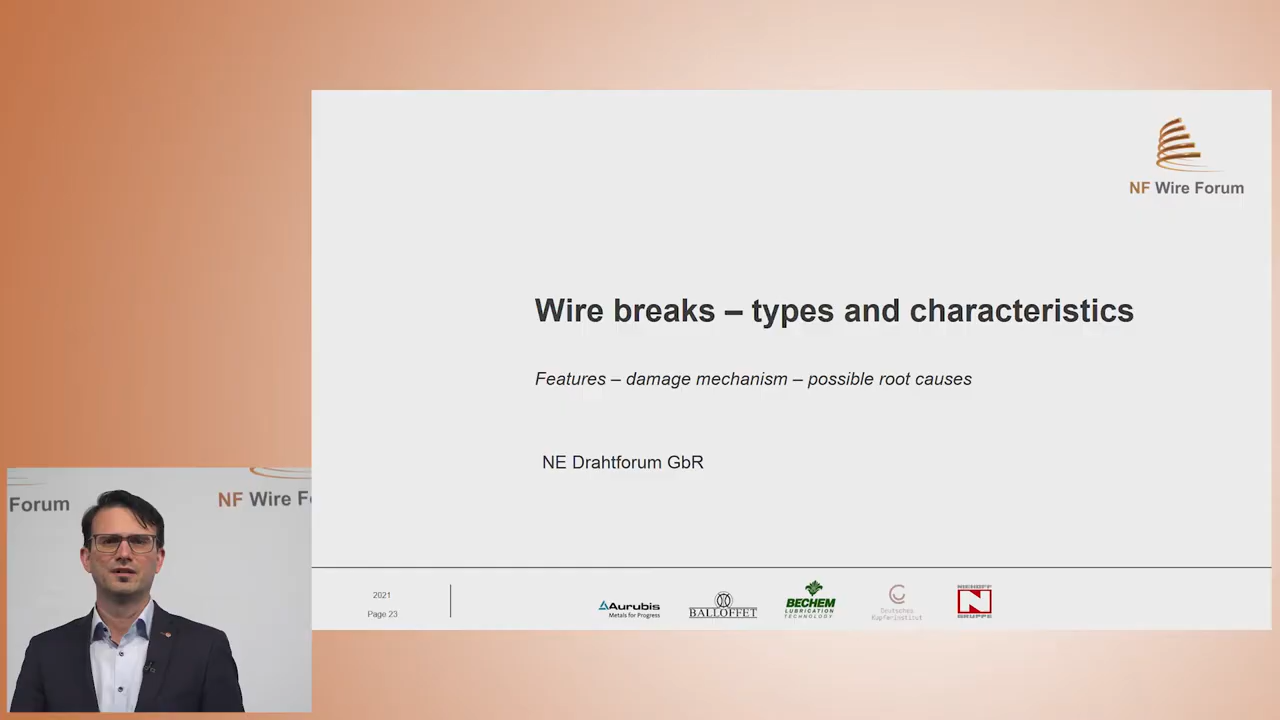 NF Wire Forum
Wire breaks – types and characteristics
Features – damage mechanism – possible root causes
NE Drahtforum GbR
Forum
NF Wire Fo
2021
Page 23
Aurubis
Metals for Progress
BALLOFFET
BECHEM
LUBRICATION
TECHNOLOGY
Deutsches
Kupferinstitut
NIEHOFF
N
GRUPPE